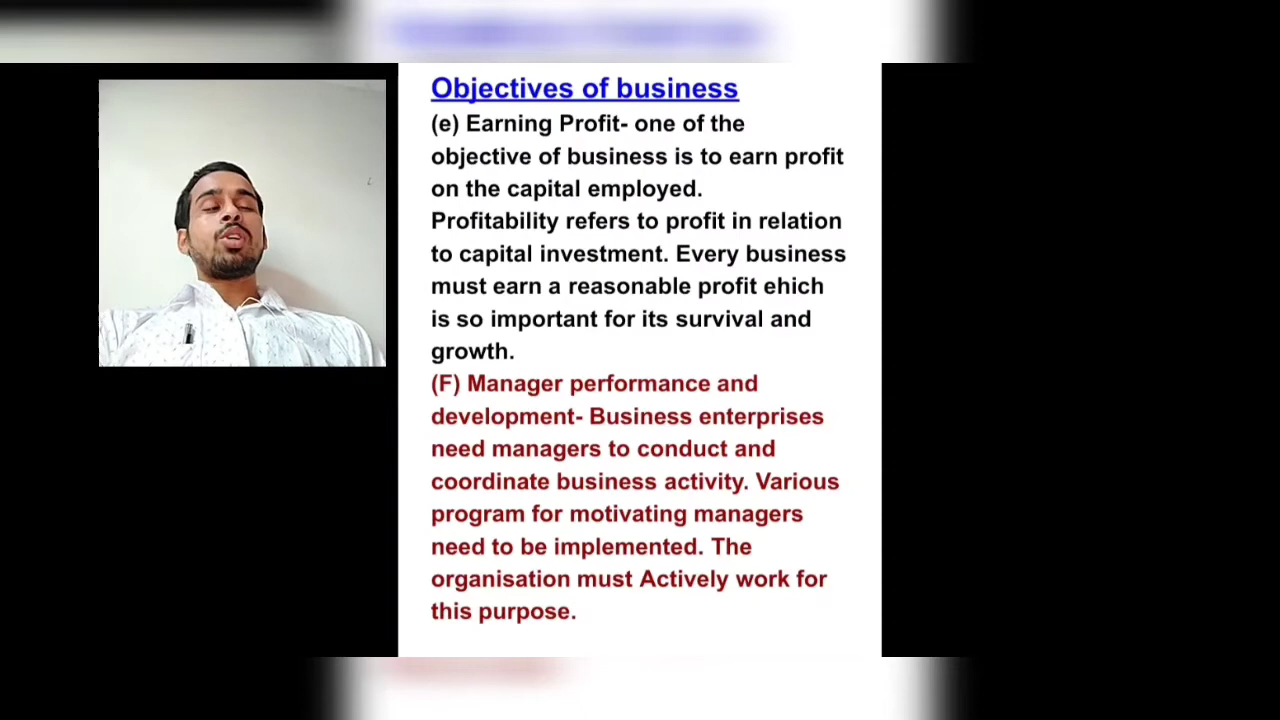 Objectives of business
(e) Earning Profit- one of the
objective of business is to earn profit
on the capital employed.
Profitability refers to profit in relation
to capital investment. Every business
must earn a reasonable profit ehich
is so important for its survival and
growth.
(F) Manager performance and
development- Business enterprises
need managers to conduct and
coordinate business activity. Various
program for motivating managers
need to be implemented. The
organisation must Actively work for
this purpose.